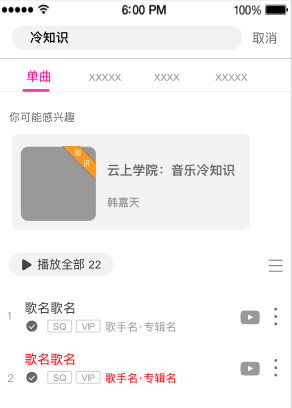 6:00 PM 100%
冷知识 取消
单曲 xxxxx xxxx xxxxx
你可能感兴趣
知识
云上学院：音乐冷知识
韩嘉天
播放全部 22
1 歌名歌名
SQ VIP 歌手名·专辑名
歌名歌名
2 SQ VIP 歌手名·专辑名